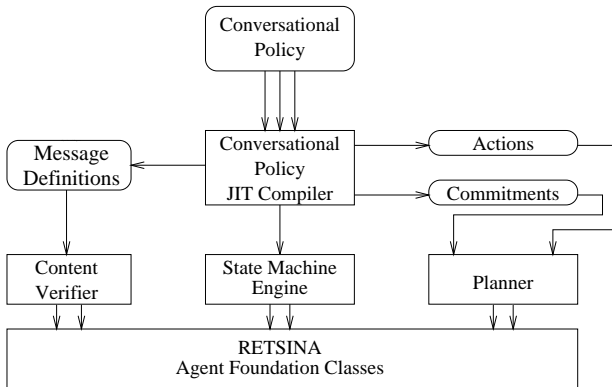 Conversational
Policy
Conversational
Policy
JIT Compiler
Message
Definitions
Actions
Commitments
Content
Verifier
State Machine
Engine
Planner
RETSINA
Agent Foundation Classes